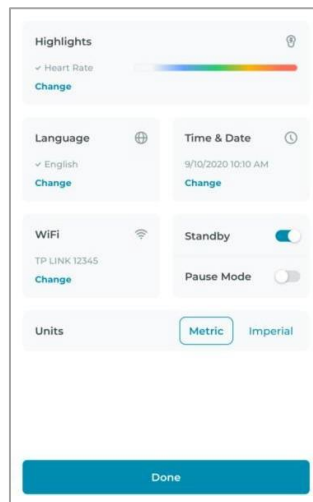 Highlights
✓ Heart Rate
Change
Language
✓ English
Change
Time & Date
9/10/2020 10:10 AM
Change
WiFi
TP LINK 12345
Change
Standby
Pause Mode
Units
Metric
Imperial
Done